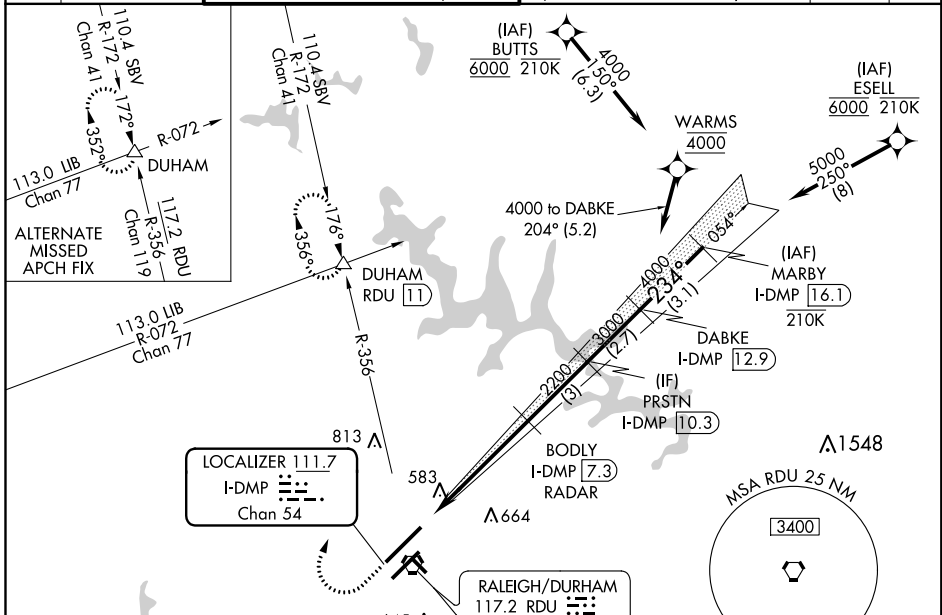 110.4 SBV
R-172
Chan 41
172°
352°
R-072
DUHAM
113.0 LIB
Chan 77
117.2 RDU
R-356
Chan 119
ALTERNATE
MISSED
APCH FIX
110.4 SBV
R-172
Chan 41
176°
356°
DUHAM
RDU 11
113.0 LIB
R-072
Chan 77
R-356
(IAF)
BUTTS
6000 210K
4000
150°
(6.3)
WARMS
4000
(IAF)
ESELL
6000 210K
5000
250°
(8)
4000 to DABKE
204° (5.2)
054°
(IAF)
MARBY
I-DMP 16.1
210K
4000
234°
(3.1)
DABKE
I-DMP 12.9
3000
(2.7)
(IF)
PRSTN
I-DMP 10.3
2200
(3)
BODLY
I-DMP 7.3
RADAR
813
583
664
1548
LOCALIZER 111.7
I-DMP
Chan 54
MSA RDU 25 NM
3400
RALEIGH/DURHAM
117.2 RDU